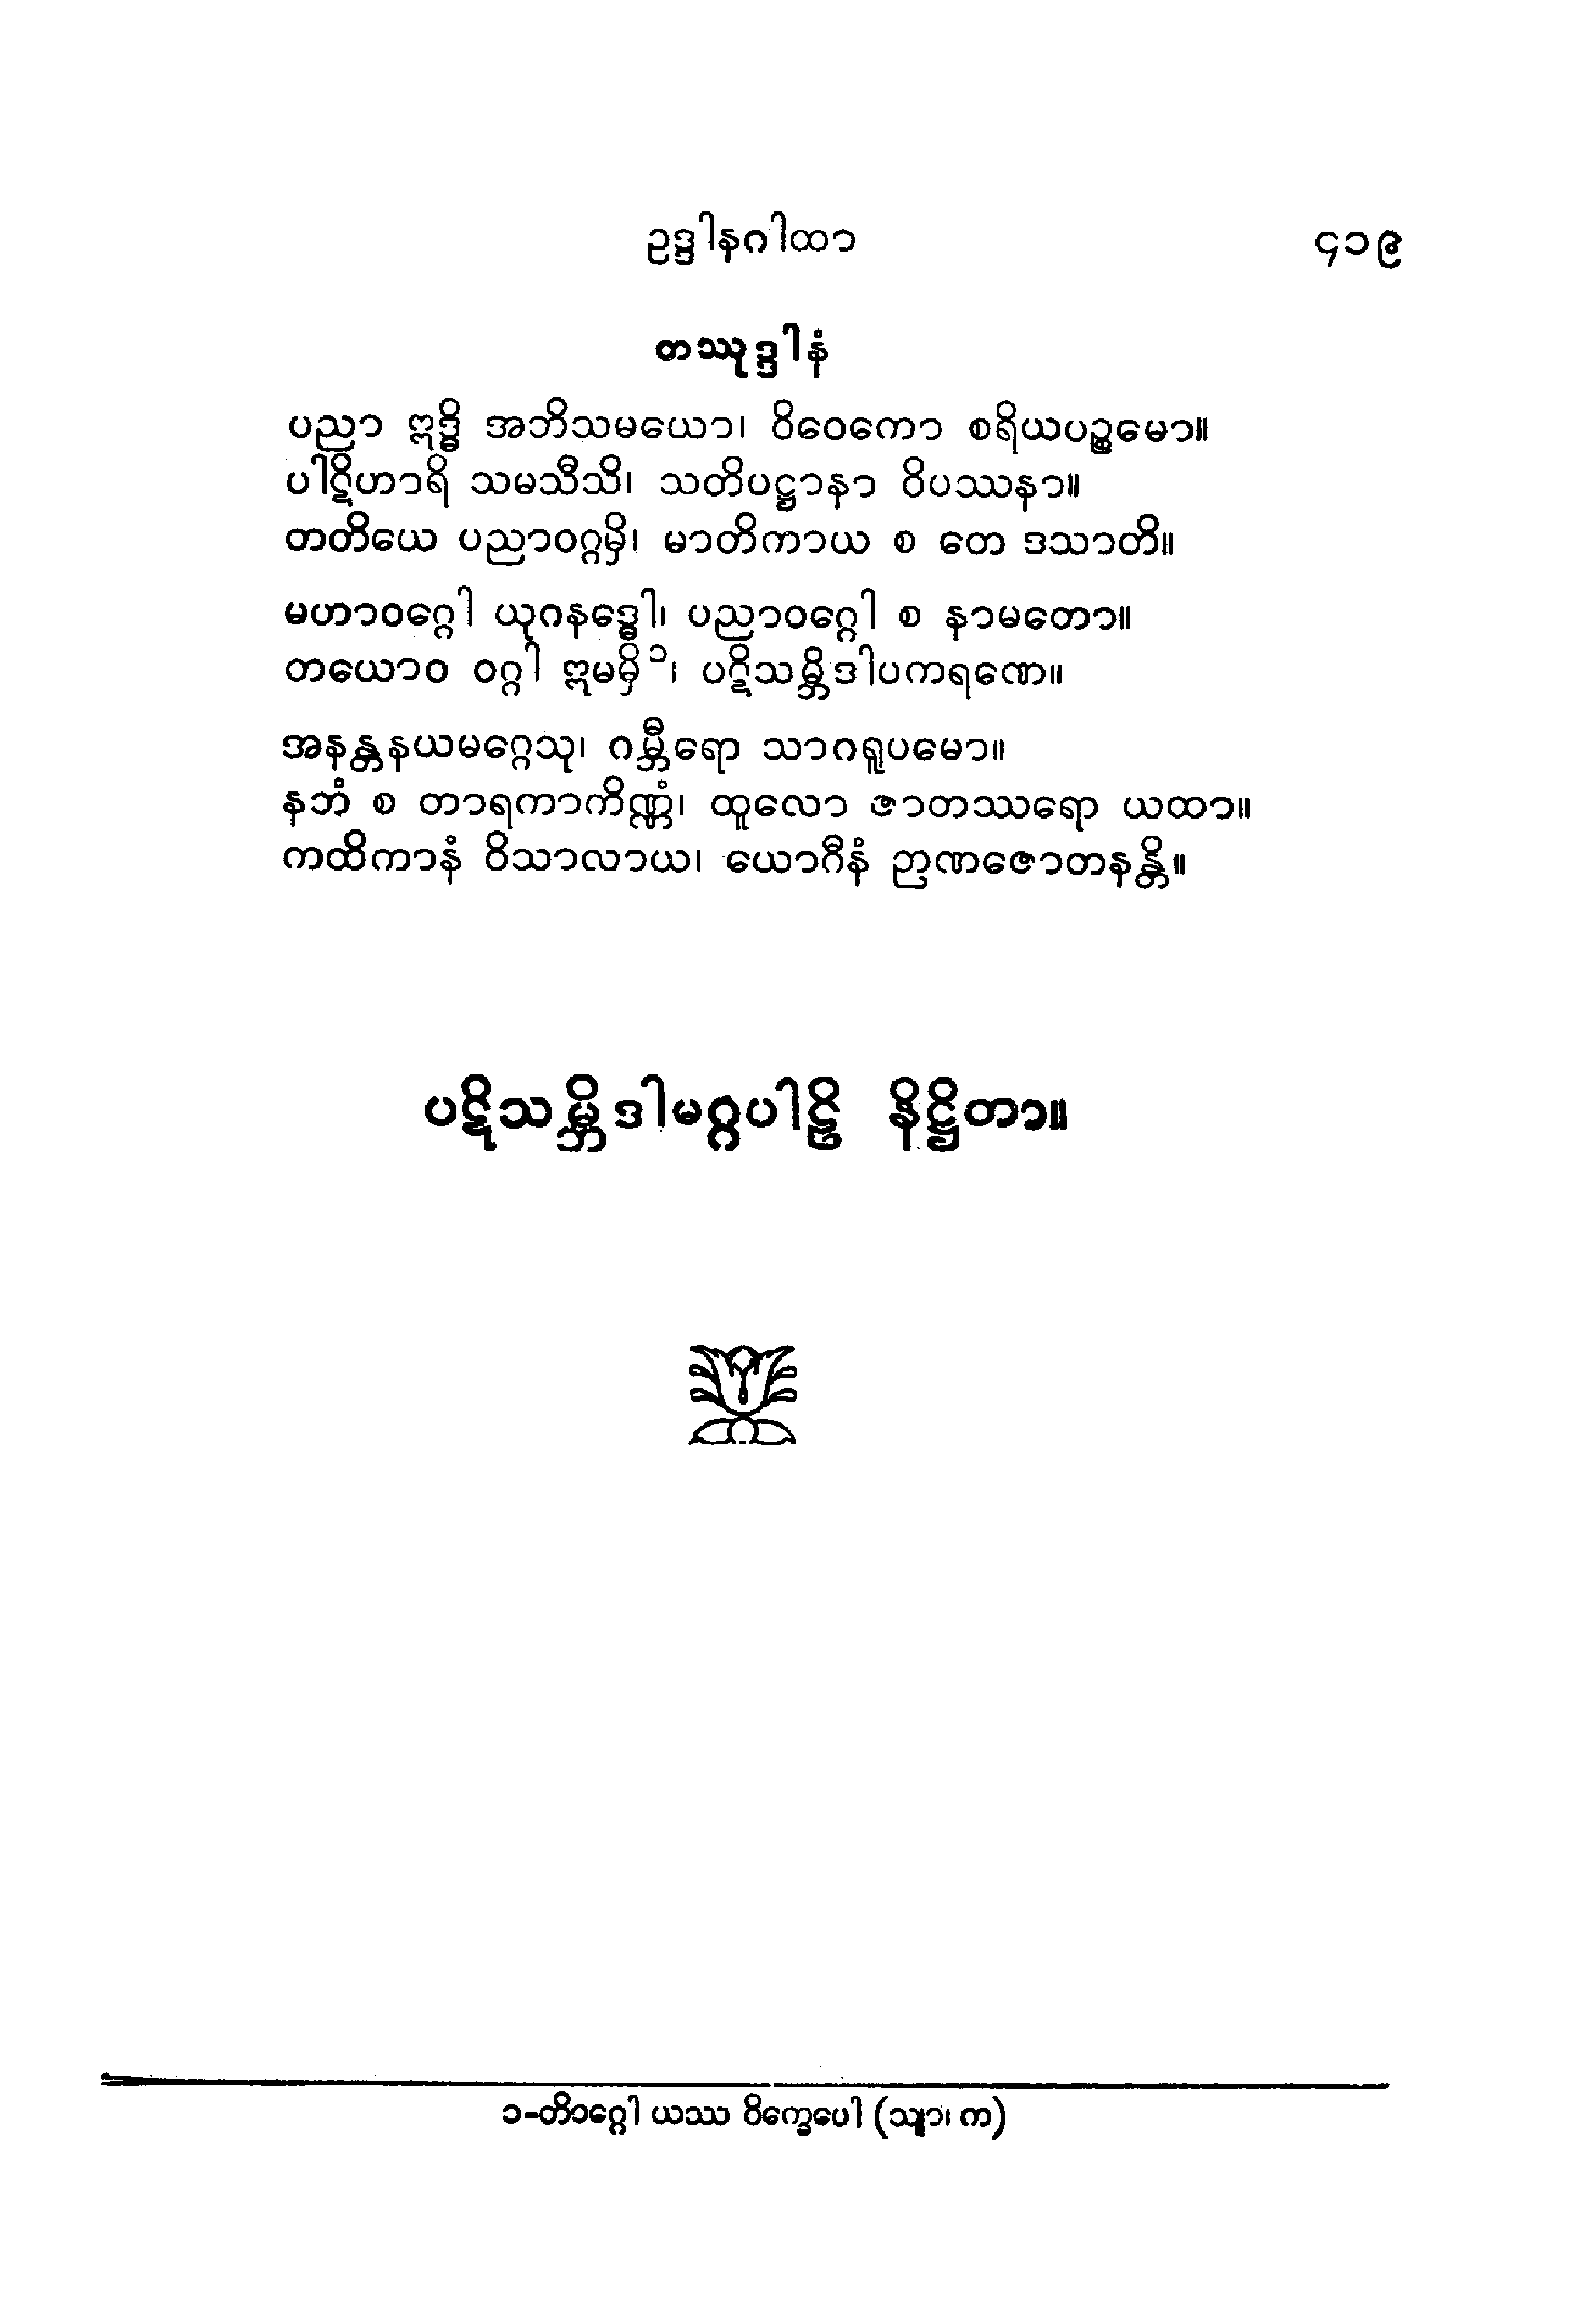 ဥဒ္ဒါနဂါထာ ၄၁၉
တဿုဒ္ဒါနံ
ပညာ ဣဒ္ဓိ အဘိသမယော၊ ဝိဝေကော စရိယပဉ္စမော။
ပါဋိဟာရိ သမသီသိ၊ သတိပဋ္ဌာနာ ဝိပဿနာ။
တတိယေ ပညာဝဂ္ဂမှိ၊ မာတိကာယ စ တေ ဒသာတိ။
မဟာဝဂ္ဂေါ ယုဂနဒ္ဓေါ၊ ပညာဝဂ္ဂေါ စ နာမတော။
တယောဝ ဝဂ္ဂါ ဣမမှိ၁၊ ပဋိသမ္ဘိဒါပကရဏေ။
အနန္တနယမဂ္ဂေသု၊ ဂမ္ဘီရော သာဂရူပမော။
နဘံ စ တာရကာကိဏ္ဏံ၊ ထူလော ဇာတဿရော ယထာ။
ကထိကာနံ ဝိသာလာယ၊ ယောဂီနံ ဉာဏဇောတနန္တိ။
ပဋိသမ္ဘိဒါမဂ္ဂပါဠိ နိဋ္ဌိတာ။
၁-တိဝဂ္ဂေါ ယဿ ဝိက္ခေပေါ (သျာ၊ က)